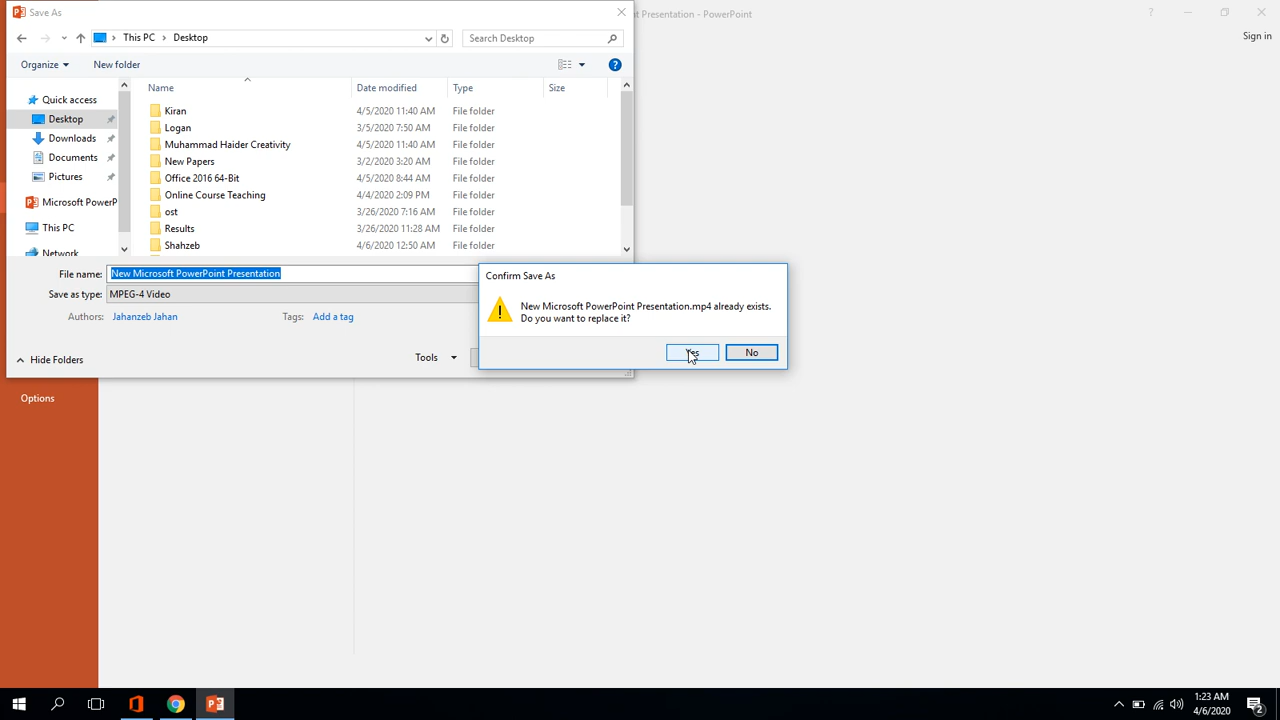 Save As
nt Presentation - PowerPoint
?
Sign in
This PC
Desktop
Search Desktop
Organize
New folder
?
Name
Date modified
Type
Size
Quick access
Desktop
Downloads
Documents
Pictures
Microsoft PowerP
This PC
Network
Kiran 4/5/2020 11:40 AM File folder
Logan 3/5/2020 7:50 AM File folder
Muhammad Haider Creativity 4/5/2020 11:40 AM File folder
New Papers 3/2/2020 3:20 AM File folder
Office 2016 64-Bit 4/5/2020 8:44 AM File folder
Online Course Teaching 4/4/2020 2:09 PM File folder
ost 3/26/2020 7:16 AM File folder
Results 3/26/2020 11:28 AM File folder
Shahzeb 4/6/2020 12:50 AM File folder
File name: New Microsoft PowerPoint Presentation
Save as type: MPEG-4 Video
Authors: Jahanzeb Jahan
Tags: Add a tag
Hide Folders
Tools
Confirm Save As
New Microsoft PowerPoint Presentation.mp4 already exists.
Do you want to replace it?
Yes
No
Options
1:23 AM
4/6/2020
2